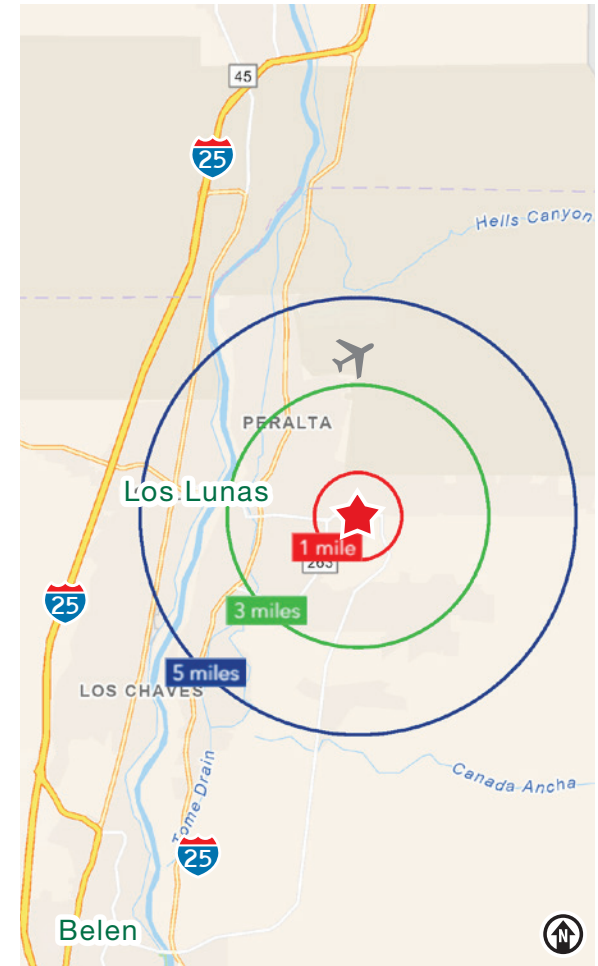 45
25
Hells Canyon
PERALTA
Los Lunas
1 mile
263
25
3 miles
5 miles
LOS CHAVES
Tome Drain
Canada Ancha
25
Belen
N